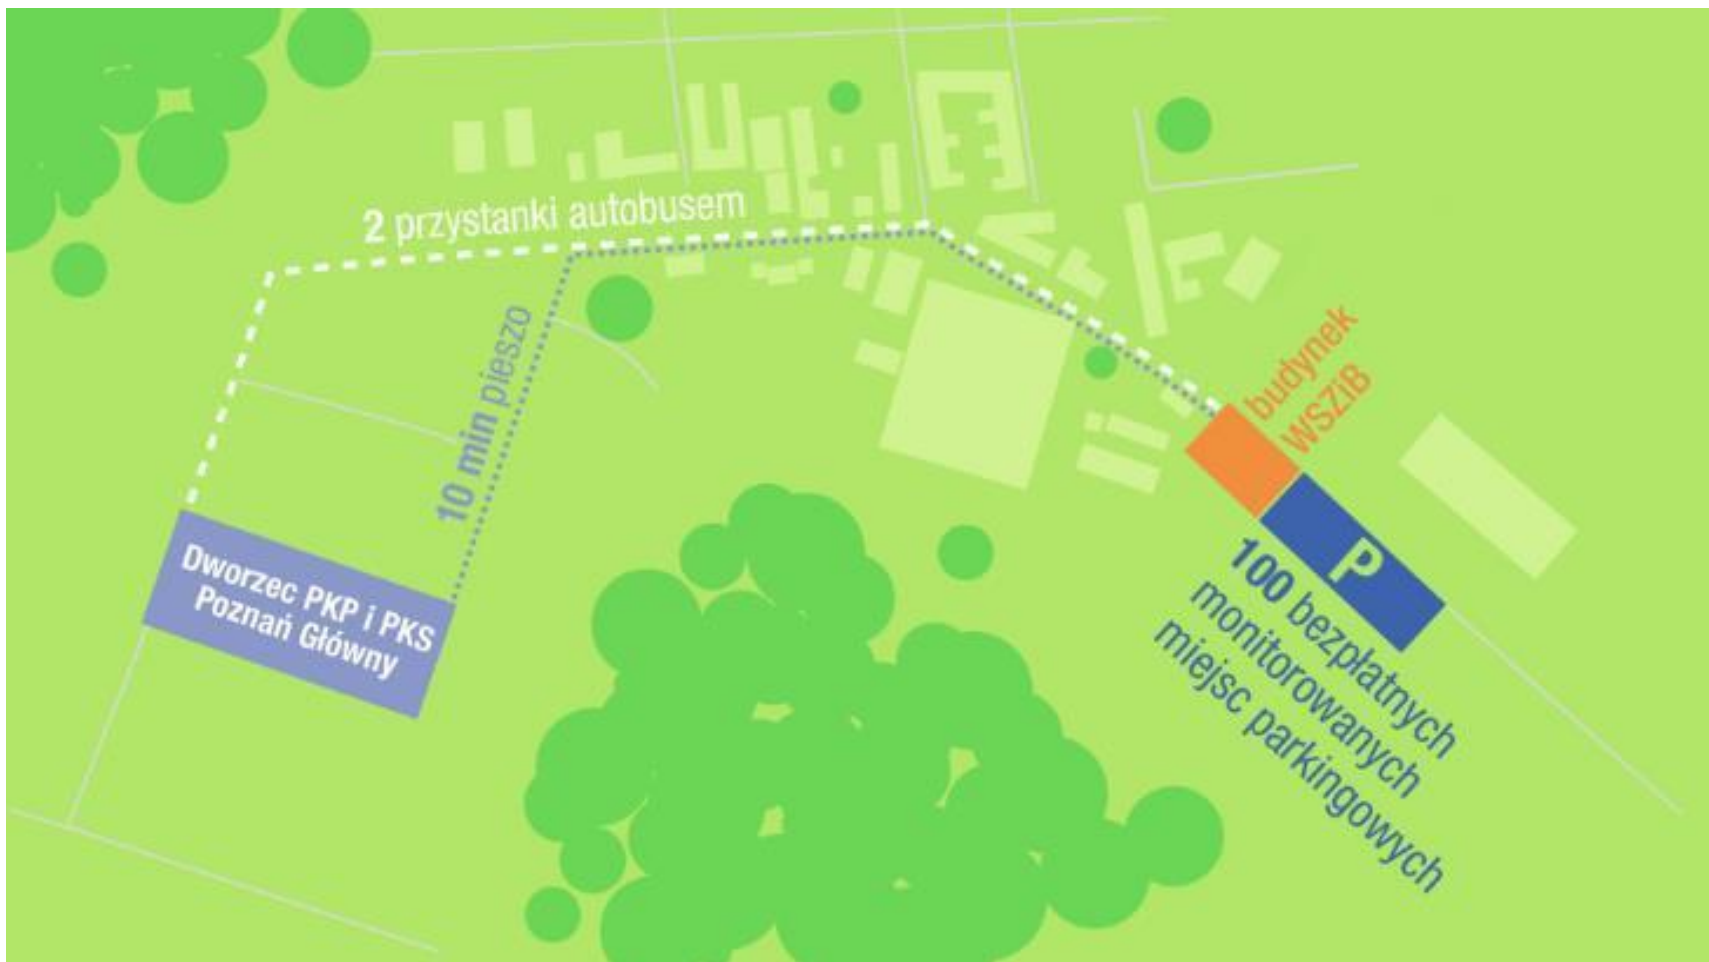 2 przystanki autobusem
10 min pieszo
budynek
WSZiB
Dworzec PKP i PKS
Poznań Główny
P
100 bezpłatnych
monitorowanych
miejsc parkingowych